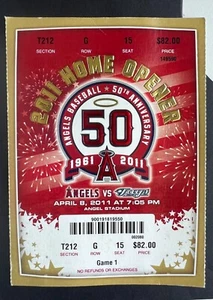 T212 G 15 $82.00
SECTION ROW SEAT PRICE
2011 HOME OPENER
ANGELS BASEBALL ★ 50TH ANNIVERSARY
50
1961 A 2011
ANGELS VS
APRIL 8, 2011 AT 7:05 PM
ANGEL STADIUM
900191819550
T212 G 15 $82.00
SECTION ROW SEAT PRICE
Game 1
NO REFUNDS OR EXCHANGES